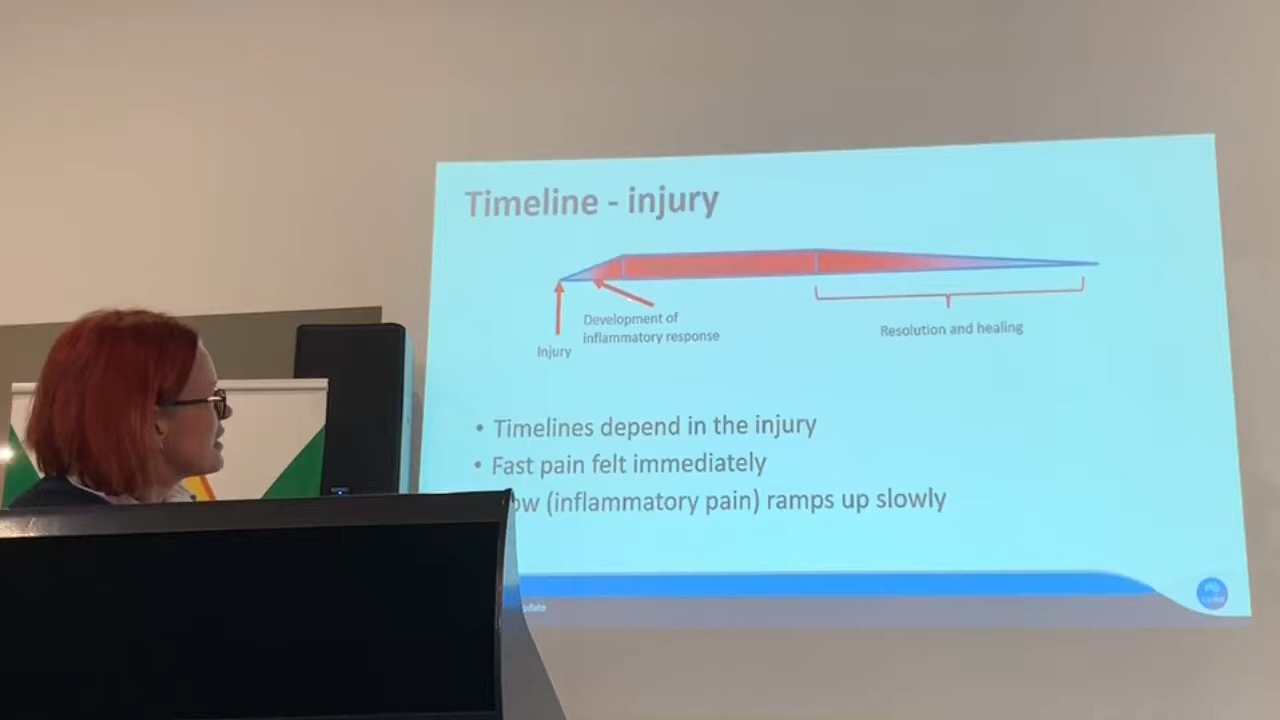 Timeline - injury
Development of
inflammatory response
Injury
Resolution and healing
• Timelines depend in the injury
• Fast pain felt immediately
ow (inflammatory pain) ramps up slowly